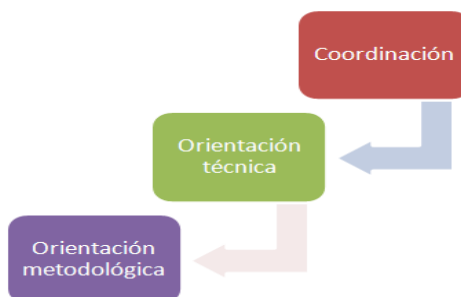 Coordinación
Orientación
técnica
Orientación
metodológica